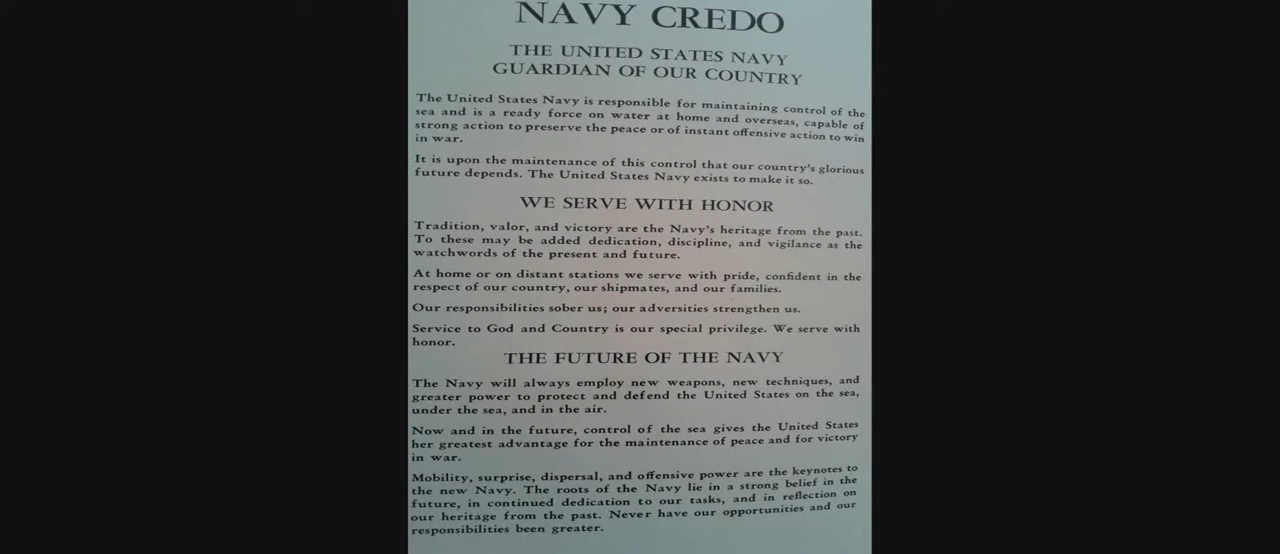 NAVY CREDO
THE UNITED STATES NAVY
GUARDIAN OF OUR COUNTRY
The United States Navy is responsible for maintaining control of the
sea and is a ready force on water at home and overseas, capable of
strong action to preserve the peace or of instant offensive action to win
in war.
It is upon the maintenance of this control that our country's glorious
future depends. The United States Navy exists to make it so.
WE SERVE WITH HONOR
Tradition, valor, and victory are the Navy's heritage from the past.
To these may be added dedication, discipline, and vigilance as the
watchwords of the present and future.
At home or on distant stations we serve with pride, confident in the
respect of our country, our shipmates, and our families.
Our responsibilities sober us; our adversities strengthen us.
Service to God and Country is our special privilege. We serve with
honor.
THE FUTURE OF THE NAVY
The Navy will always employ new weapons, new techniques, and
greater power to protect and defend the United States on the sea,
under the sea, and in the air.
Now and in the future, control of the sea gives the United States
her greatest advantage for the maintenance of peace and for victory
in war.
Mobility, surprise, dispersal, and offensive power are the keynotes to
the new Navy. The roots of the Navy lie in a strong belief in the
future, in continued dedication to our tasks, and in reflection on
our heritage from the past. Never have our opportunities and our
responsibilities been greater.